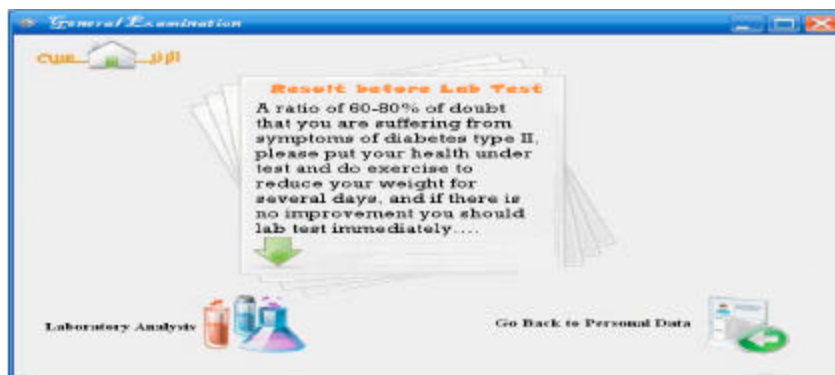 General Examination
الرئيسية
Result before Lab Test
A ratio of 60-80% of doubt
that you are suffering from
symptoms of diabetes type II,
please put your health under
test and do exercise to
reduce your weight for
several days, and if there is
no improvement you should
lab test immediately....
Laboratory Analysis
Go Back to Personal Data